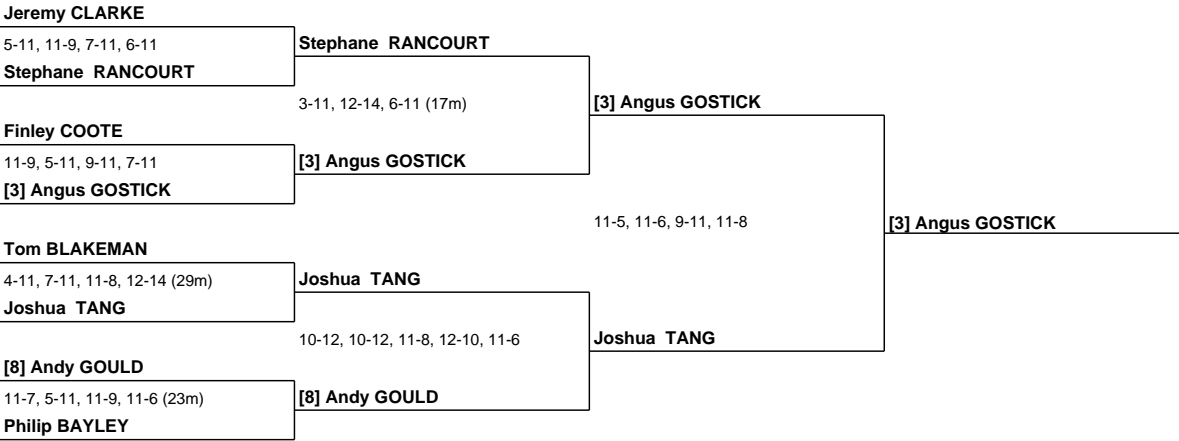 Jeremy CLARKE
5-11, 11-9, 7-11, 6-11
Stephane RANCOURT
Stephane RANCOURT
3-11, 12-14, 6-11 (17m)
[3] Angus GOSTICK
Finley COOTE
11-9, 5-11, 9-11, 7-11
[3] Angus GOSTICK
[3] Angus GOSTICK
11-5, 11-6, 9-11, 11-8
[3] Angus GOSTICK
Tom BLAKEMAN
4-11, 7-11, 11-8, 12-14 (29m)
Joshua TANG
Joshua TANG
10-12, 10-12, 11-8, 12-10, 11-6
Joshua TANG
[8] Andy GOULD
11-7, 5-11, 11-9, 11-6 (23m)
[8] Andy GOULD
Philip BAYLEY